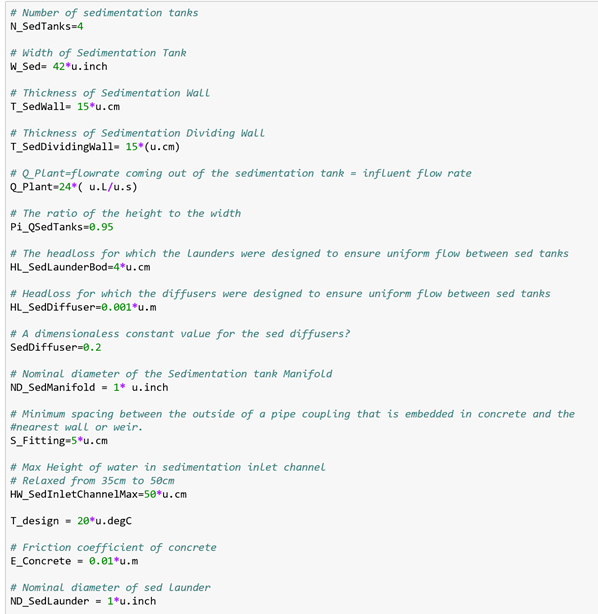 # Number of sedimentation tanks
N_SedTanks=4
# Width of Sedimentation Tank
W_Sed= 42*u.inch
# Thickness of Sedimentation Wall
T_SedWall= 15*u.cm
# Thickness of Sedimentation Dividing Wall
T_SedDividingWall= 15*(u.cm)
# Q_Plant=flowrate coming out of the sedimentation tank = influent flow rate
Q_Plant=24*( u.L/u.s)
# The ratio of the height to the width
Pi_QSedTanks=0.95
# The headloss for which the launders were designed to ensure uniform flow between sed tanks
HL_SedLaunderBod=4*u.cm
# Headloss for which the diffusers were designed to ensure uniform flow between sed tanks
HL_SedDiffuser=0.001*u.m
# A dimensionaless constant value for the sed diffusers?
SedDiffuser=0.2
# Nominal diameter of the Sedimentation tank Manifold
ND_SedManifold = 1* u.inch
# Minimum spacing between the outside of a pipe coupling that is embedded in concrete and the
#nearest wall or weir.
S_Fitting=5*u.cm
# Max Height of water in sedimentation inlet channel
# Relaxed from 35cm to 50cm
HW_SedInletChannelMax=50*u.cm
T_design = 20*u.degC
# Friction coefficient of concrete
E_Concrete = 0.01*u.m
# Nominal diameter of sed launder
ND_SedLaunder = 1*u.inch